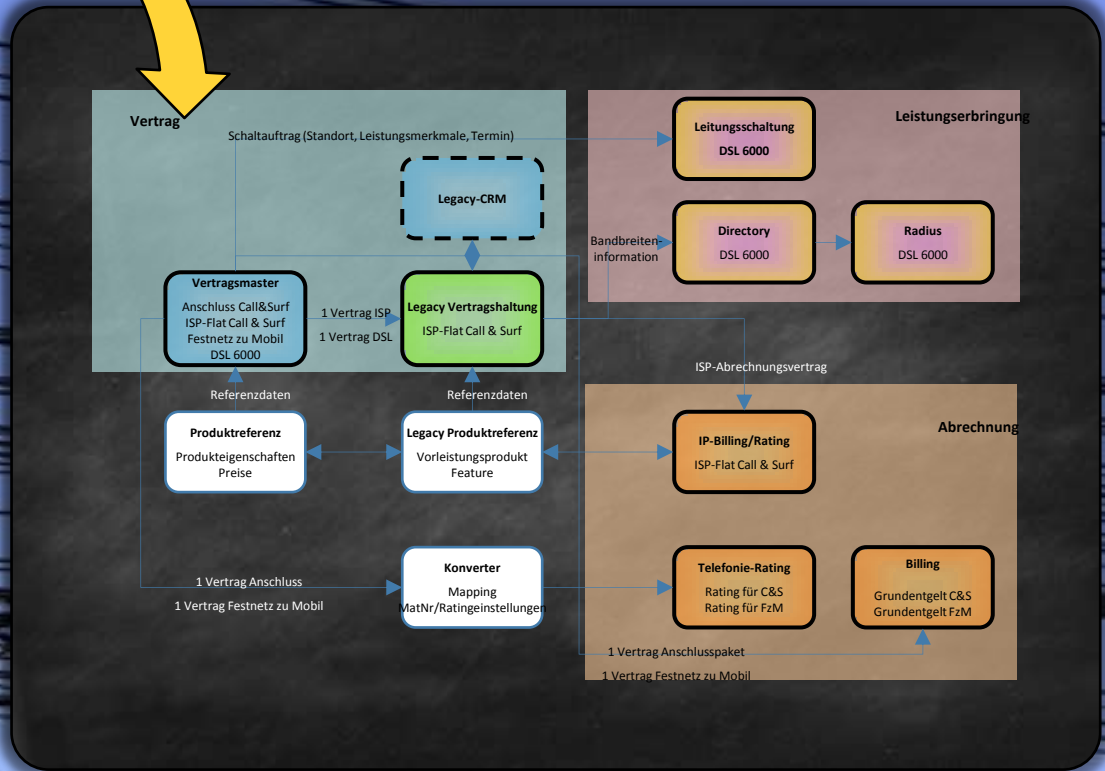 Vertrag
Leistungserbringung
Schaltauftrag (Standort, Leistungsmerkmale, Termin)
Leitungsschaltung
DSL 6000
Legacy-CRM
Bandbreiten-
information
Directory
DSL 6000
Radius
DSL 6000
Vertragsmaster
Anschluss Call&Surf
ISP-Flat Call & Surf
Festnetz zu Mobil
DSL 6000
1 Vertrag ISP
1 Vertrag DSL
Legacy Vertragshaltung
ISP-Flat Call & Surf
ISP-Abrechnungsvertrag
Referenzdaten
Referenzdaten
Produktreferenz
Produkteigenschaften
Preise
Legacy Produktreferenz
Vorleistungsprodukt
Feature
IP-Billing/Rating
ISP-Flat Call & Surf
Abrechnung
1 Vertrag Anschluss
1 Vertrag Festnetz zu Mobil
Konverter
Mapping
MatNr/Ratingeinstellungen
Telefonie-Rating
Rating für C&S
Rating für FzM
Billing
Grundentgelt C&S
Grundentgelt FzM
1 Vertrag Anschlusspaket
1 Vertrag Festnetz zu Mobil